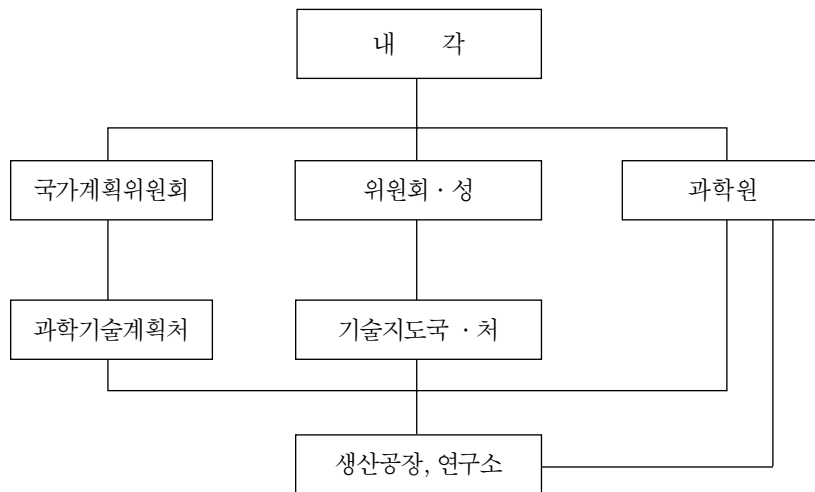 내 각
국가계획위원회
위원회 · 성
과학원
과학기술계획처
기술지도국 · 처
생산공장, 연구소